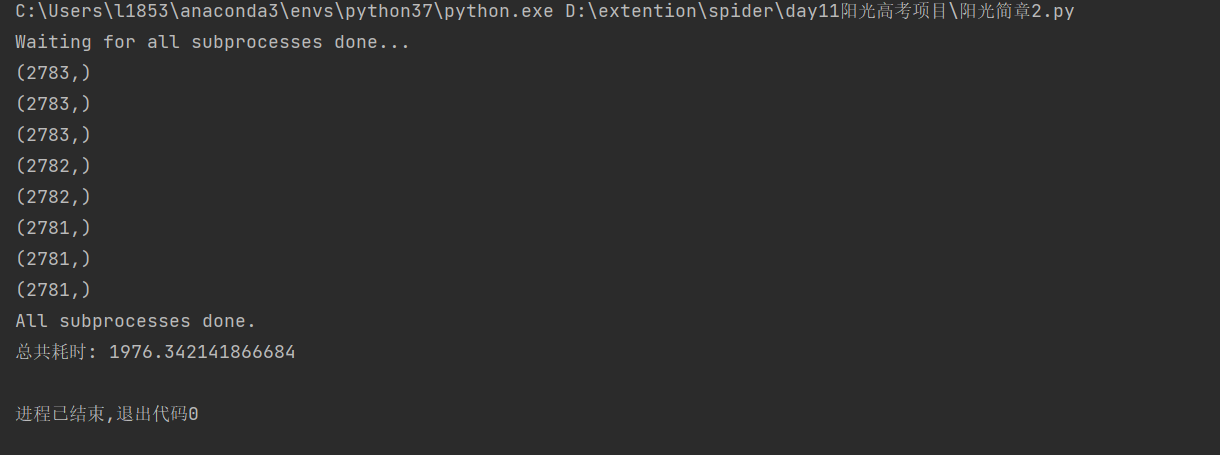 C:\Users\l1853\anaconda3\envs\python37\python.exe D:\extention\spider\day11阳光高考项目\阳光简章2.py
Waiting for all subprocesses done...
(2783,)
(2783,)
(2783,)
(2782,)
(2782,)
(2781,)
(2781,)
(2781,)
All subprocesses done.
总共耗时: 1976.342141866684
进程已结束,退出代码0